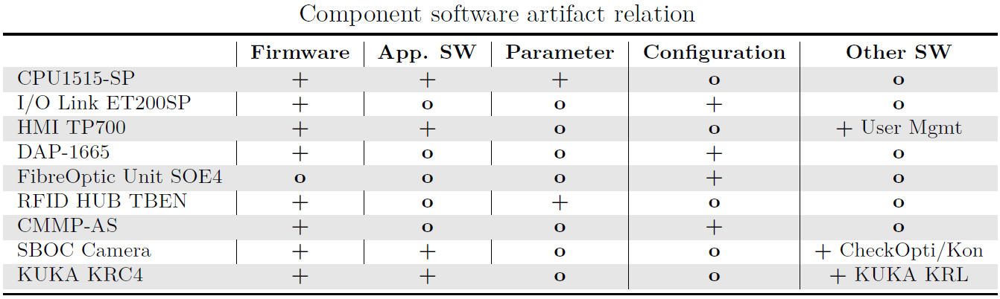 Component software artifact relation
Firmware App. SW Parameter Configuration Other SW
CPU1515-SP + + + o o
I/O Link ET200SP + o o + o
HMI TP700 + + o o + User Mgmt
DAP-1665 + o o + o
FibreOptic Unit SOE4 o o o + o
RFID HUB TBEN + o + o o
CMMP-AS + o o + o
SBOC Camera + + o o + CheckOpti/Kon
KUKA KRC4 + + o o + KUKA KRL